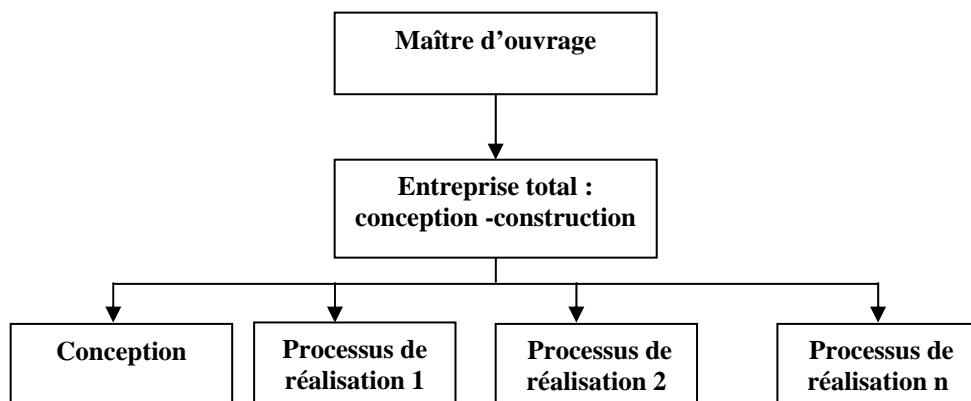 Maître d’ouvrage
Entreprise total :
conception -construction
Conception
Processus de
réalisation 1
Processus de
réalisation 2
Processus de
réalisation n